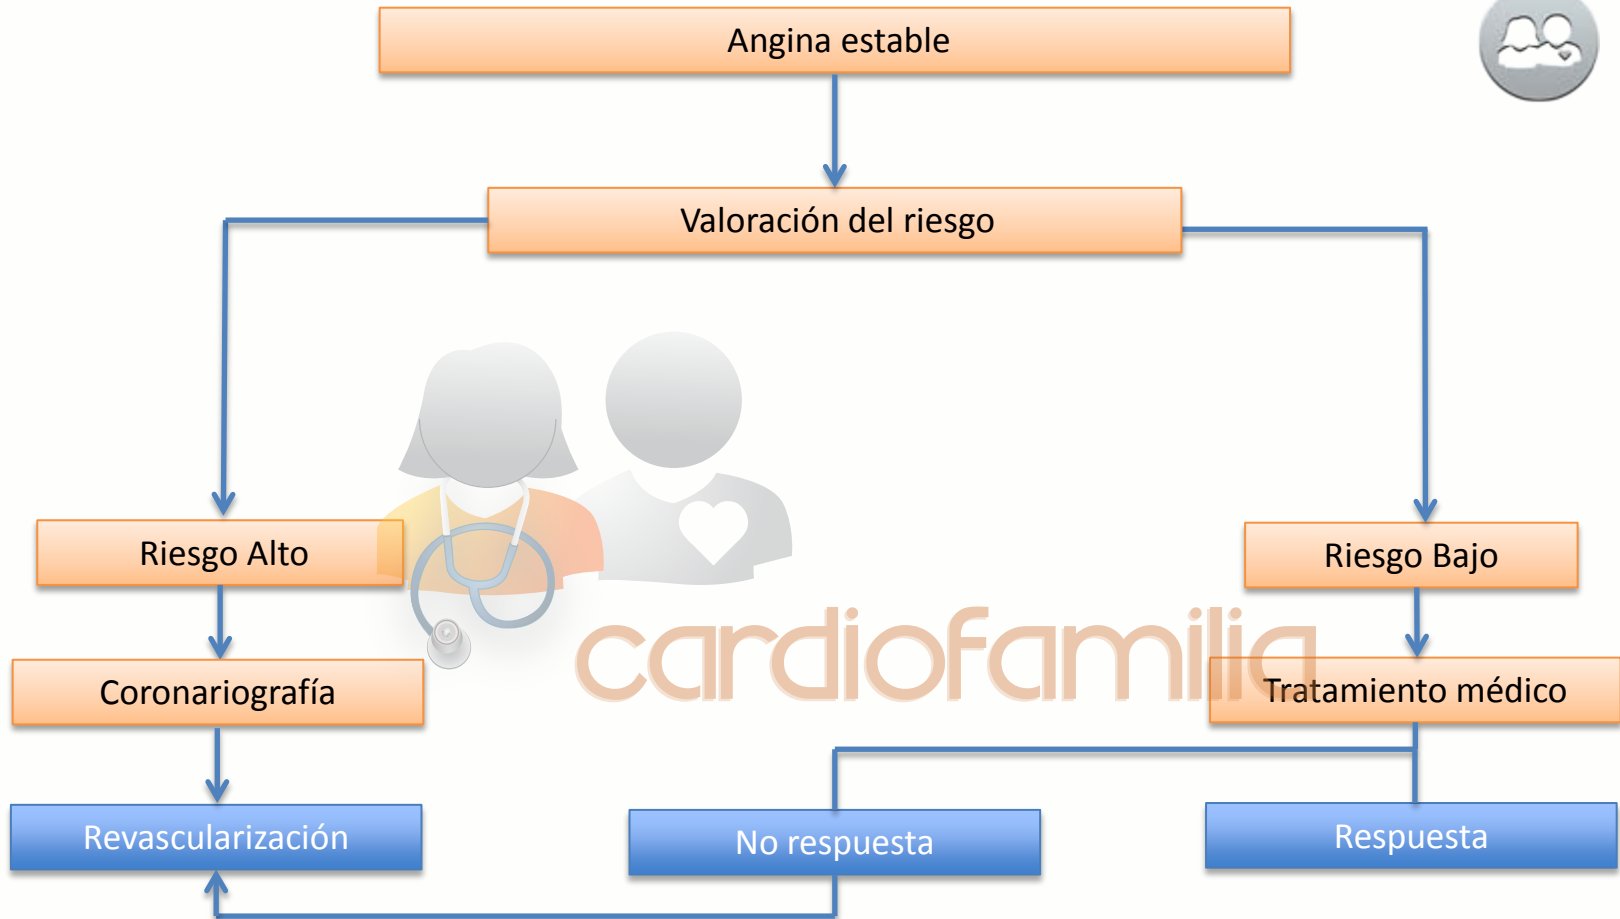 Angina estable
Valoración del riesgo
Riesgo Alto
Riesgo Bajo
cardiofamilia
Coronariografía
Tratamiento médico
Revascularización
No respuesta
Respuesta